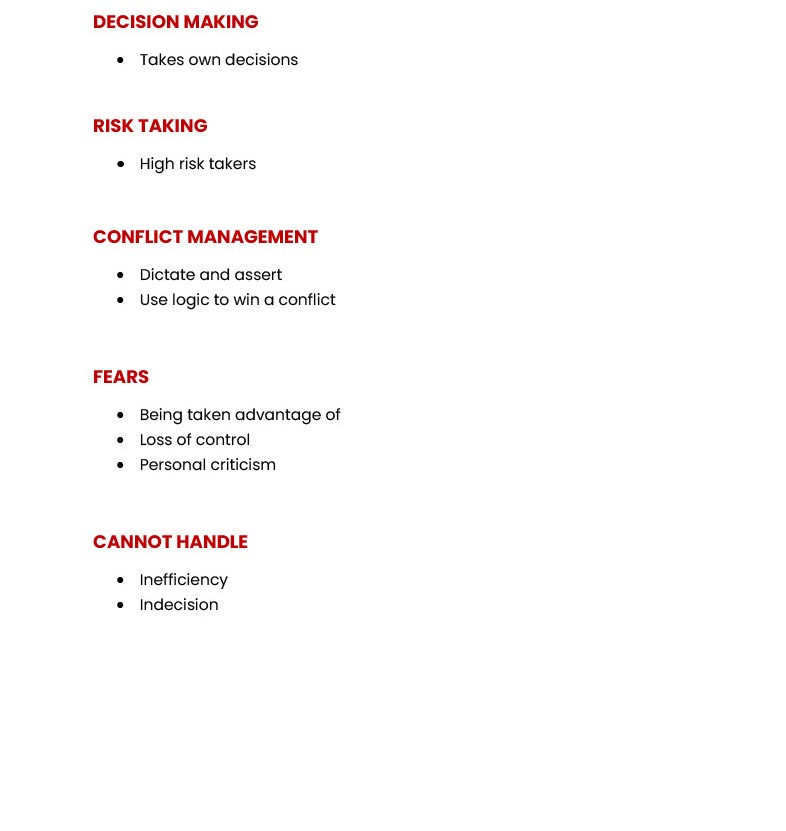 DECISION MAKING
• Takes own decisions
RISK TAKING
• High risk takers
CONFLICT MANAGEMENT
• Dictate and assert
• Use logic to win a conflict
FEARS
• Being taken advantage of
• Loss of control
• Personal criticism
CANNOT HANDLE
• Inefficiency
• Indecision